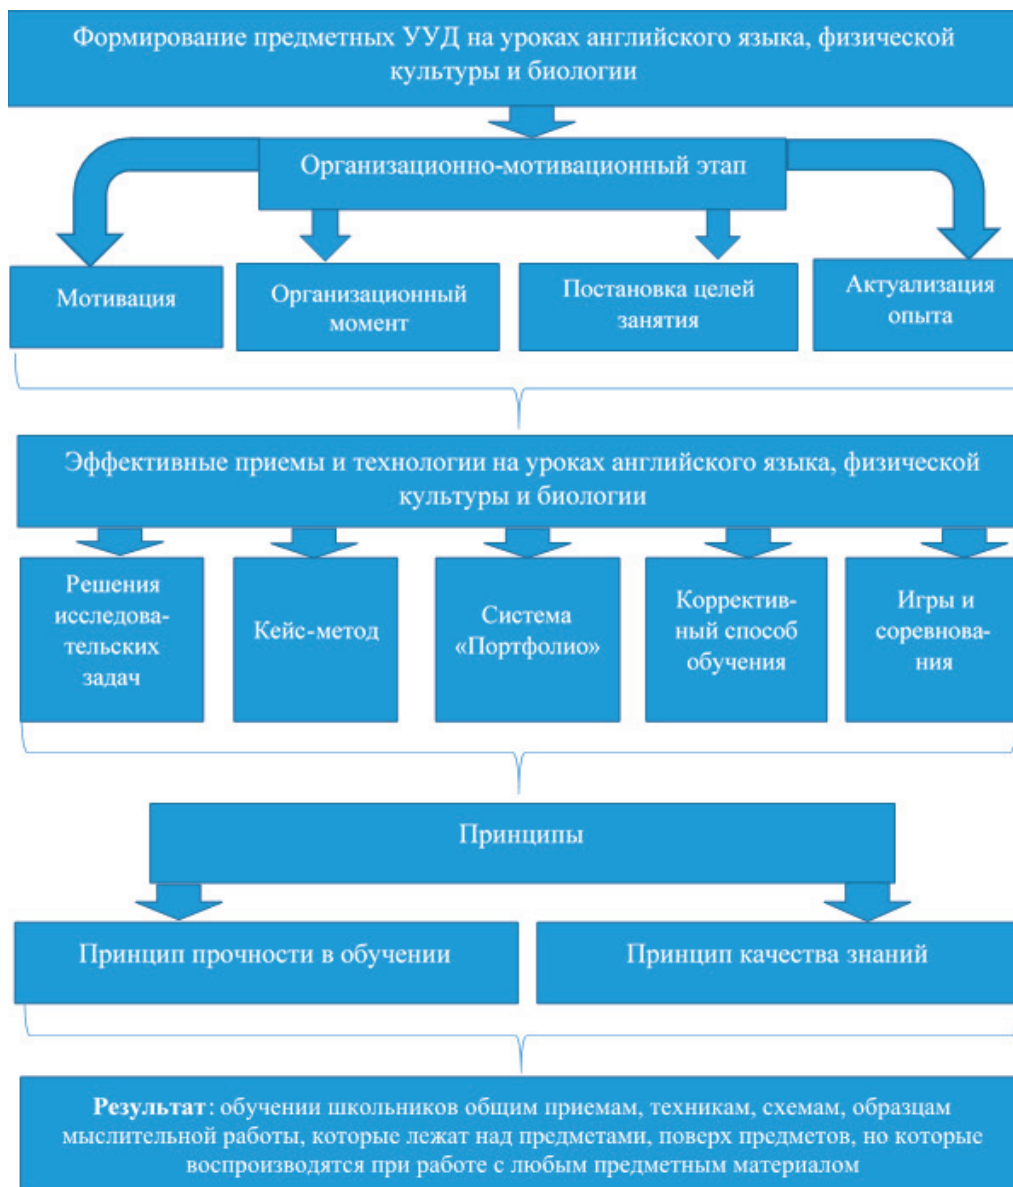 Формирование предметных УУД на уроках английского языка, физической
культуры и биологии
Организационно-мотивационный этап
Мотивация
Организационный
момент
Постановка целей
занятия
Актуализация
опыта
Эффективные приемы и технологии на уроках английского языка, физической
культуры и биологии
Решения
исследова-
тельских
задач
Кейс-метод
Система
«Портфолио»
Корректив-
ный способ
обучения
Игры и
соревнова-
ния
Принципы
Принцип прочности в обучении
Принцип качества знаний
Результат: обучении школьников общим приемам, техникам, схемам, образцам
мыслительной работы, которые лежат над предметами, поверх предметов, но которые
воспроизводятся при работе с любым предметным материалом